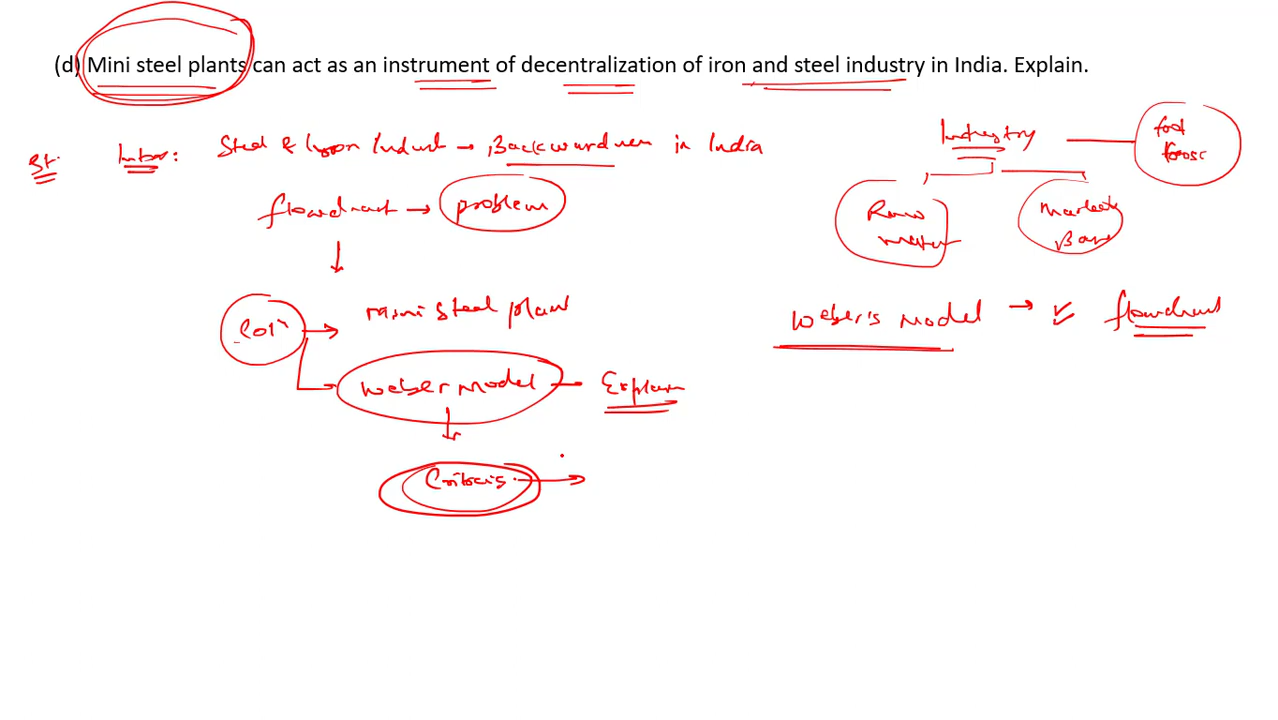 (d) Mini steel plants can act as an instrument of decentralization of iron and steel industry in India. Explain.
Industry
Steel & Iron Indust → Backwardness in India
St.
Intro:
flowchart → problem
Raw
Market
Base
Mini Steel plant
Soln →
Weber's Model → flowchart
Weber Model – Explain